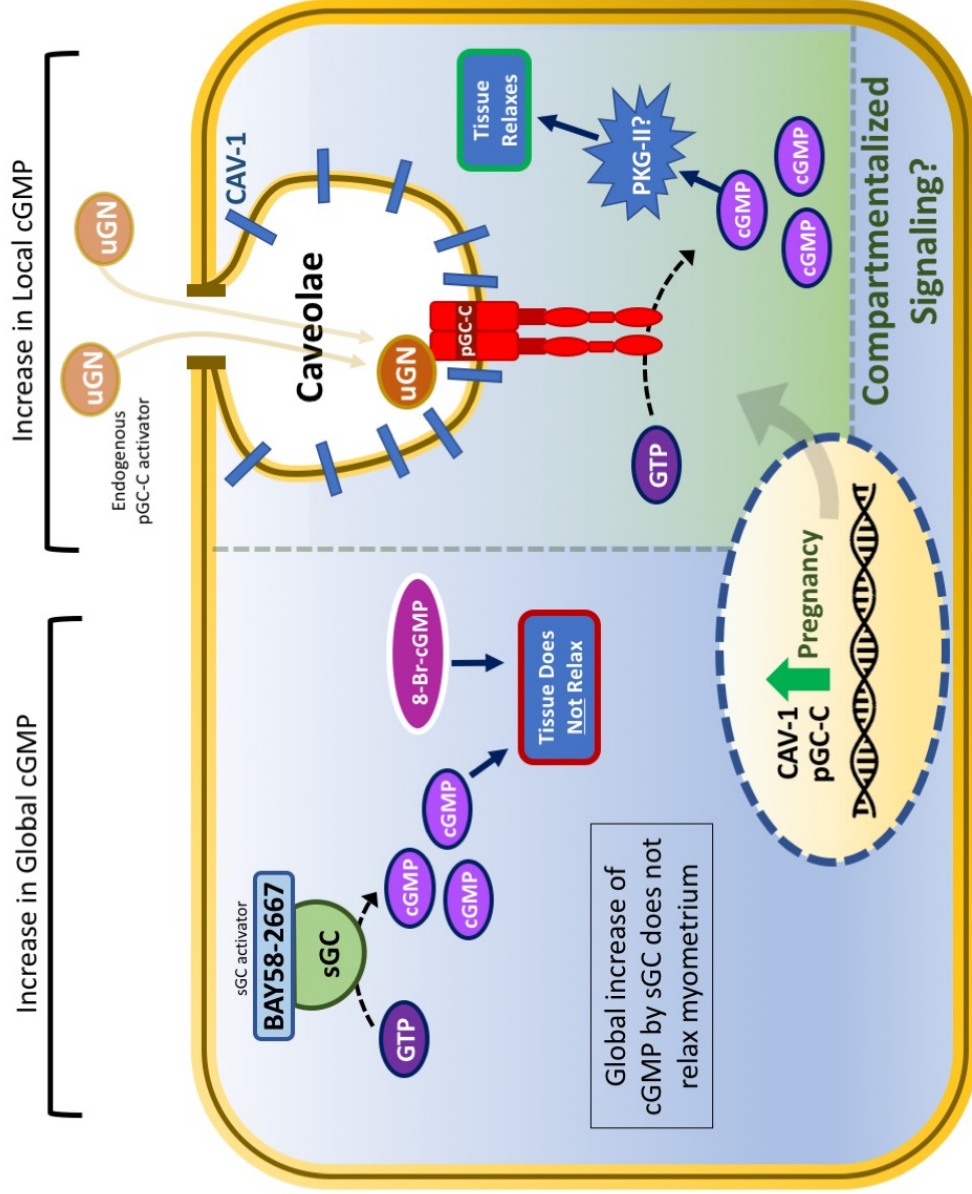 Increase in Global cGMP
Increase in Local cGMP
sGC activator
BAY58-2667
sGC
GTP
cGMP
cGMP
cGMP
8-Br-cGMP
Tissue Does
Not Relax
Global increase of
cGMP by sGC does not
relax myometrium
uGN
uGN
Endogenous
pGC-C activator
CAV-1
Caveolae
uGN
pGC-C
GTP
cGMP
cGMP
cGMP
PKG-II?
Tissue
Relaxes
CAV-1
pGC-C
Pregnancy
Compartmentalized
Signaling?